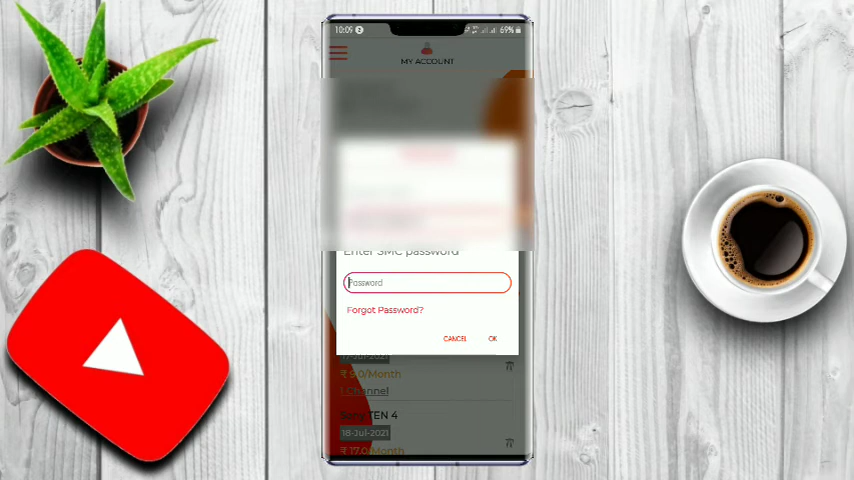 10:09
69%
MY ACCOUNT
Enter SMC password
Password
Forgot Password?
CANCEL OK
17-Jul-2021
₹ 5.0/Month
1 Channel
Sony TEN 4
18-Jul-2021
₹ 17.0/Month